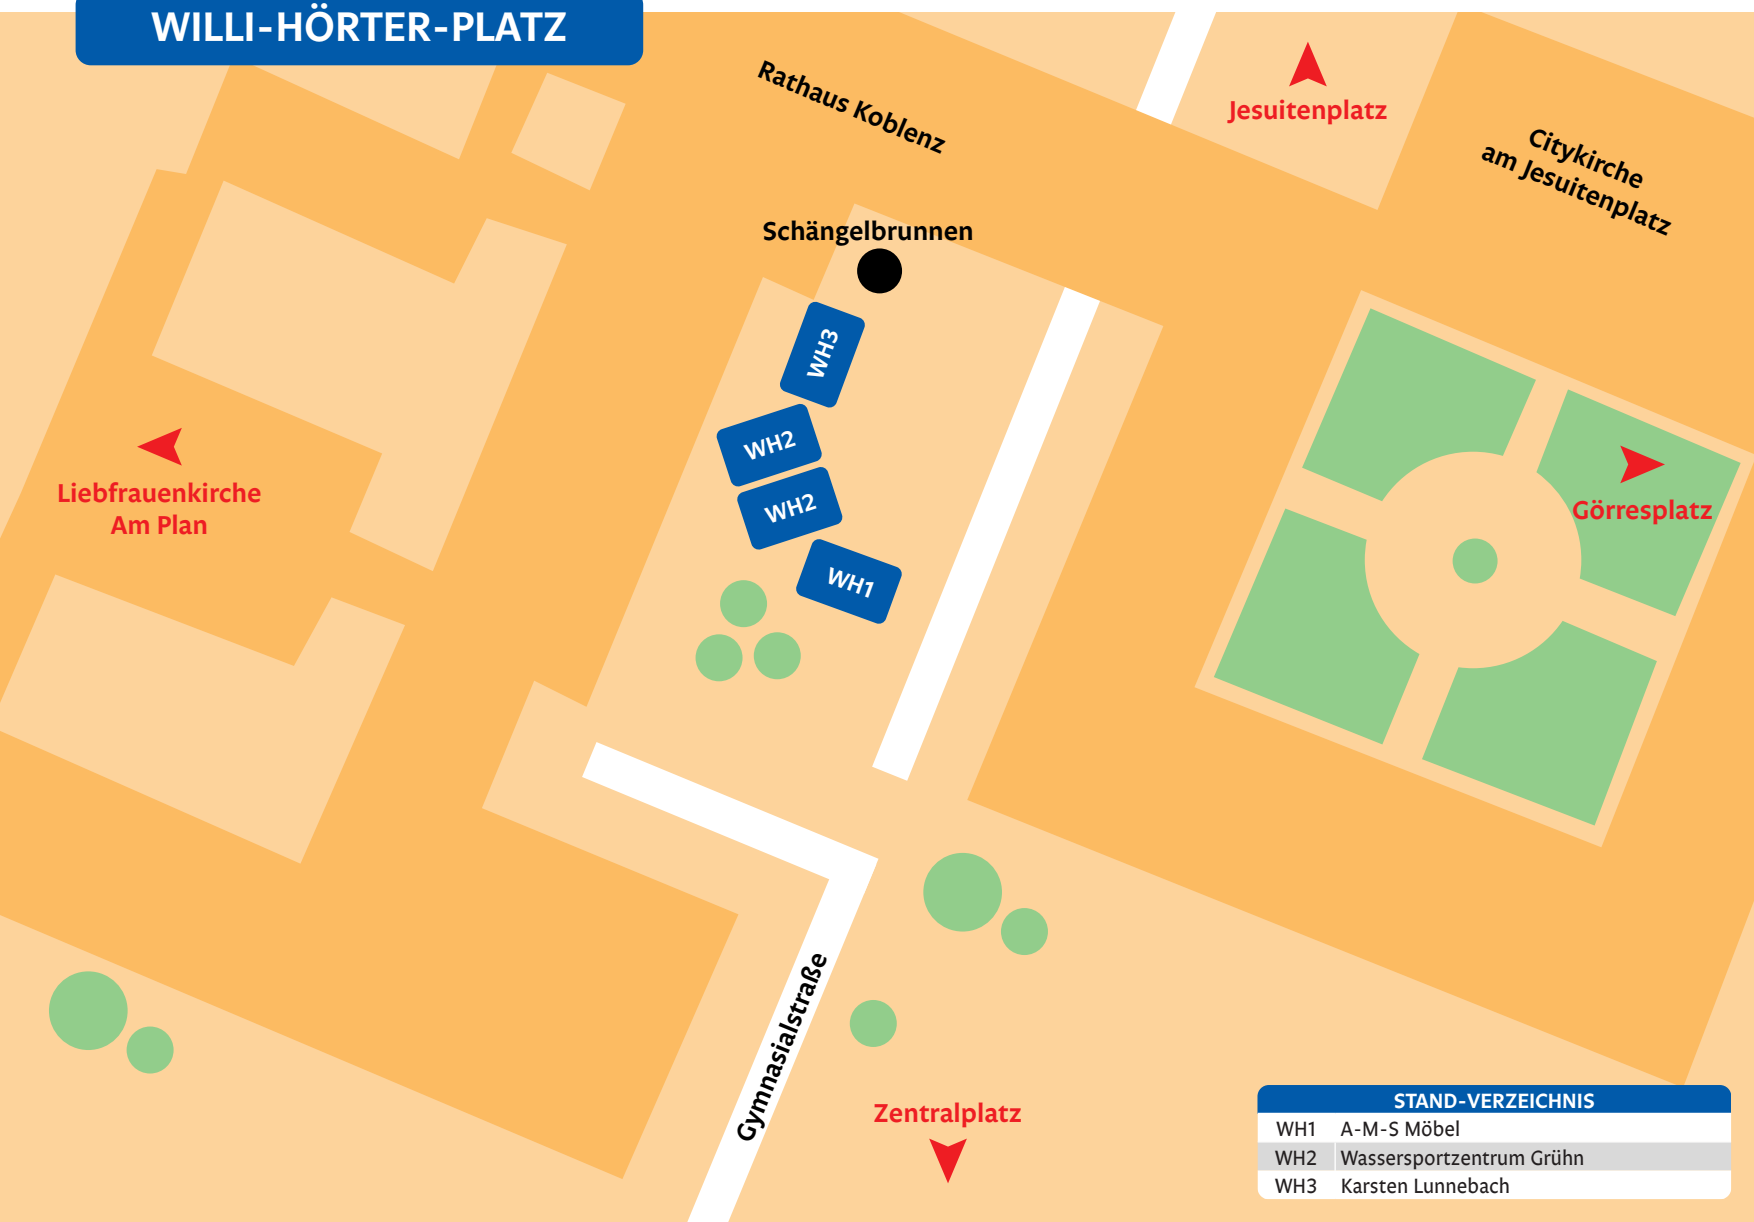 WILLI-HÖRTER-PLATZ
Rathaus Koblenz
Jesuitenplatz
Citykirche
am Jesuitenplatz
Schängelbrunnen
WH3
WH2
WH2
WH1
Liebfrauenkirche
Am Plan
Görresplatz
Gymnasialstraße
Zentralplatz
STAND-VERZEICHNIS
WH1 A-M-S Möbel
WH2 Wassersportzentrum Grühn
WH3 Karsten Lunnebach